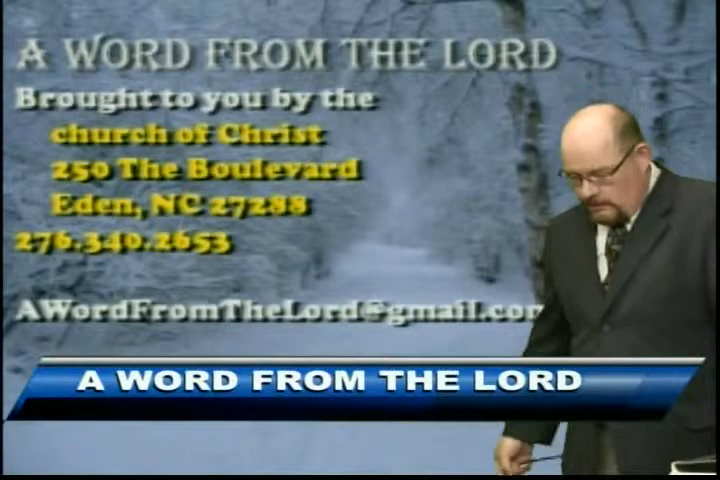 A WORD FROM THE LORD
Brought to you by the
church of Christ
250 The Boulevard
Eden, NC 27288
276.340.2653
AWordFromTheLord@gmail.com
A WORD FROM THE LORD